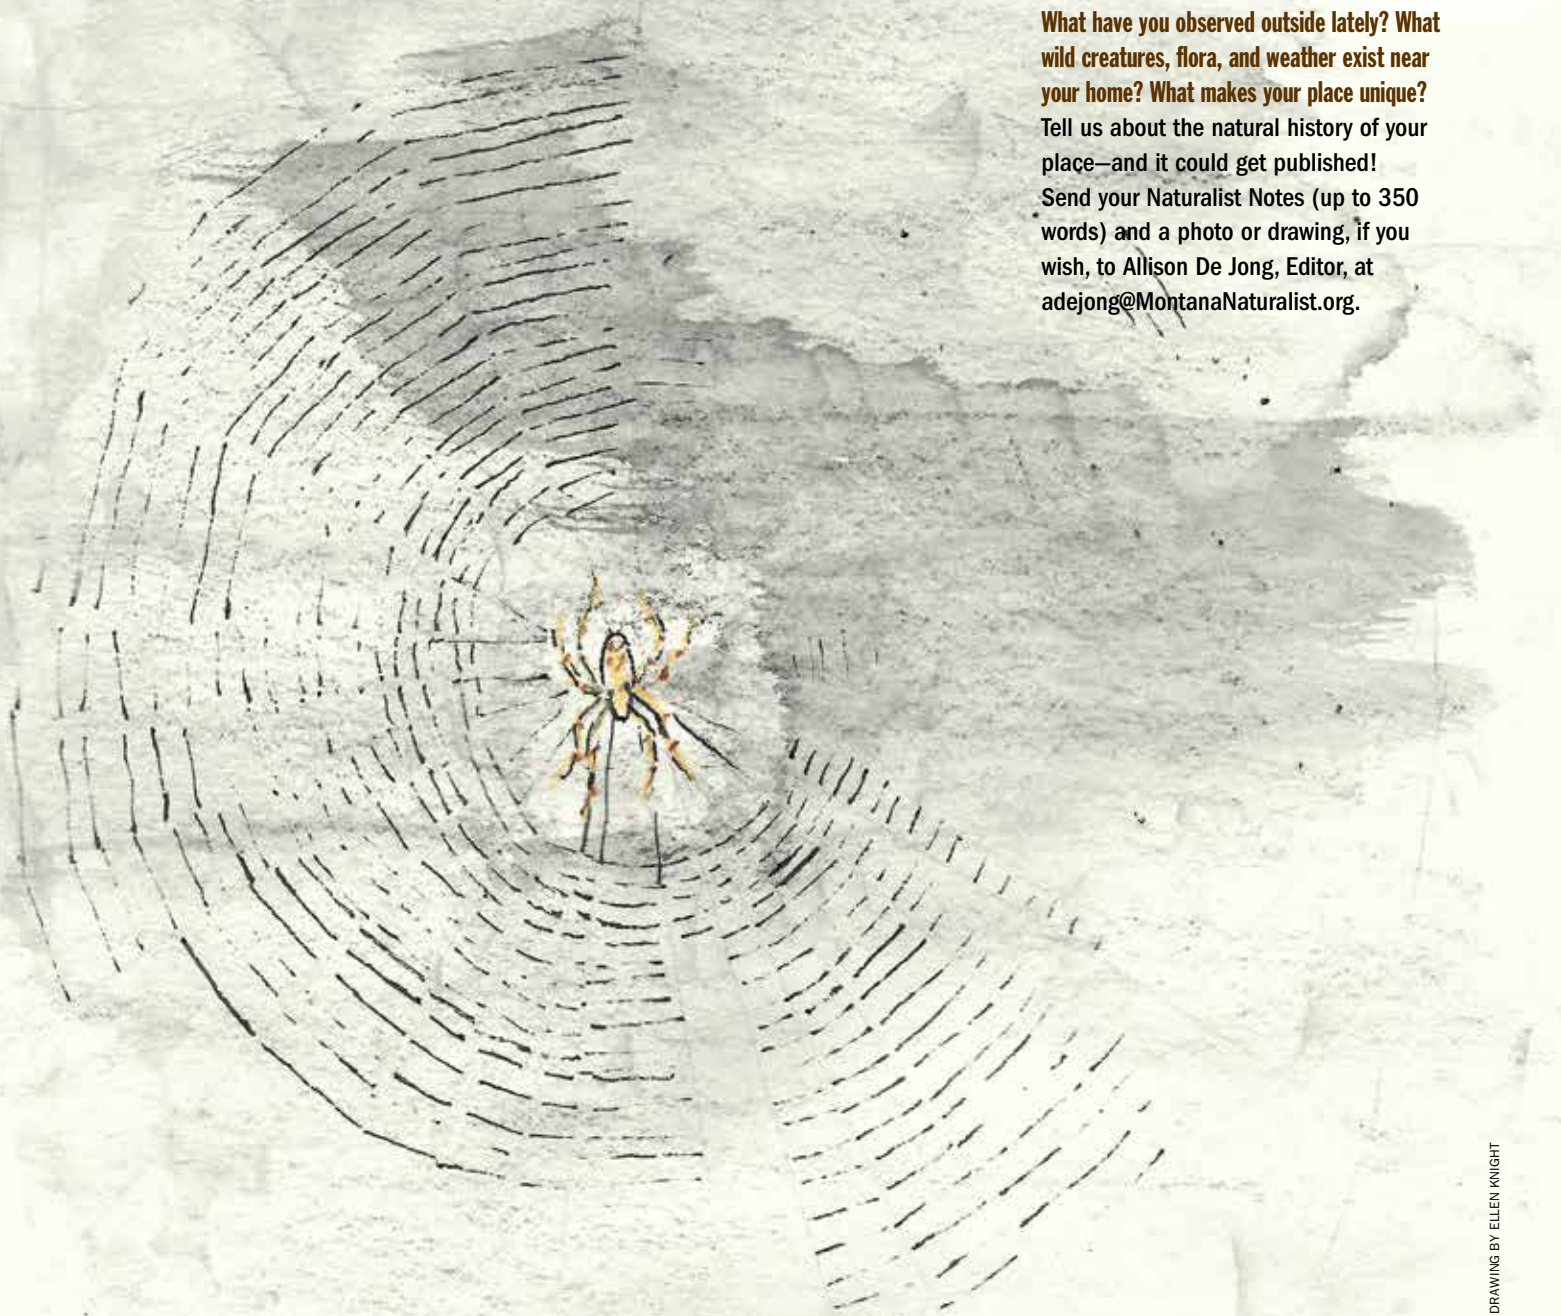 What have you observed outside lately? What
wild creatures, flora, and weather exist near
your home? What makes your place unique?
Tell us about the natural history of your
place—and it could get published!
Send your Naturalist Notes (up to 350
words) and a photo or drawing, if you
wish, to Allison De Jong, Editor, at
adejong@MontanaNaturalist.org.
DRAWING BY ELLEN KNIGHT